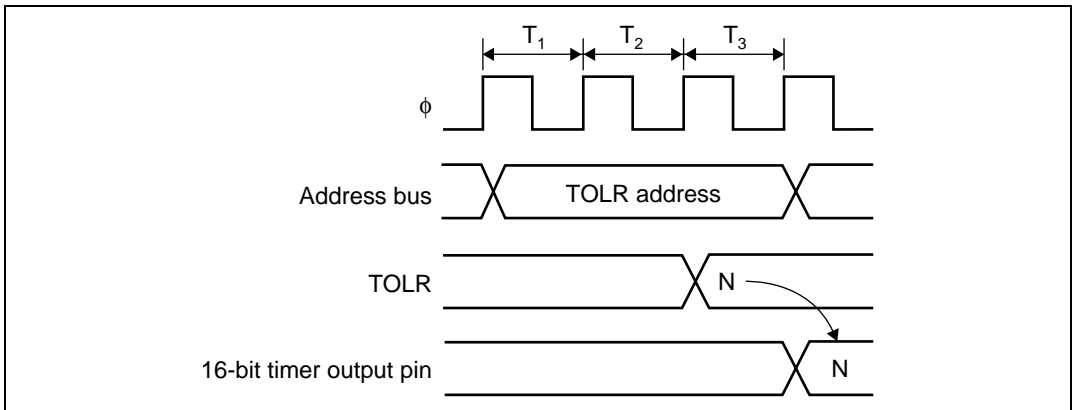 T1 T2 T3
φ
Address bus TOLR address
TOLR N
16-bit timer output pin N